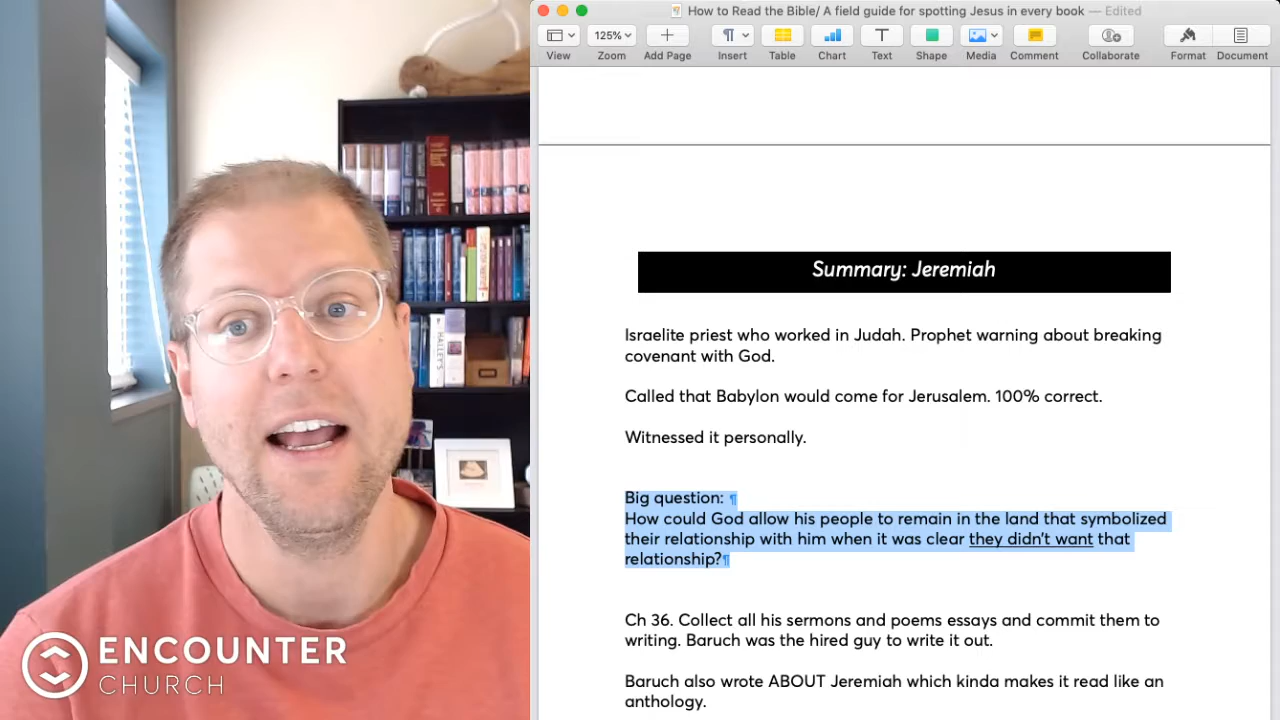 How to Read the Bible/ A field guide for spotting Jesus in every book — Edited
125%
View
Zoom
Add Page
Insert
Table
Chart
Text
Shape
Media
Comment
Collaborate
Format
Document
Summary: Jeremiah
Israelite priest who worked in Judah. Prophet warning about breaking
covenant with God.
Called that Babylon would come for Jerusalem. 100% correct.
Witnessed it personally.
Big question: ¶
How could God allow his people to remain in the land that symbolized
their relationship with him when it was clear they didn't want that
relationship?¶
Ch 36. Collect all his sermons and poems essays and commit them to
writing. Baruch was the hired guy to write it out.
Baruch also wrote ABOUT Jeremiah which kinda makes it read like an
anthology.
HALLEY'S
ENCOUNTER
CHURCH